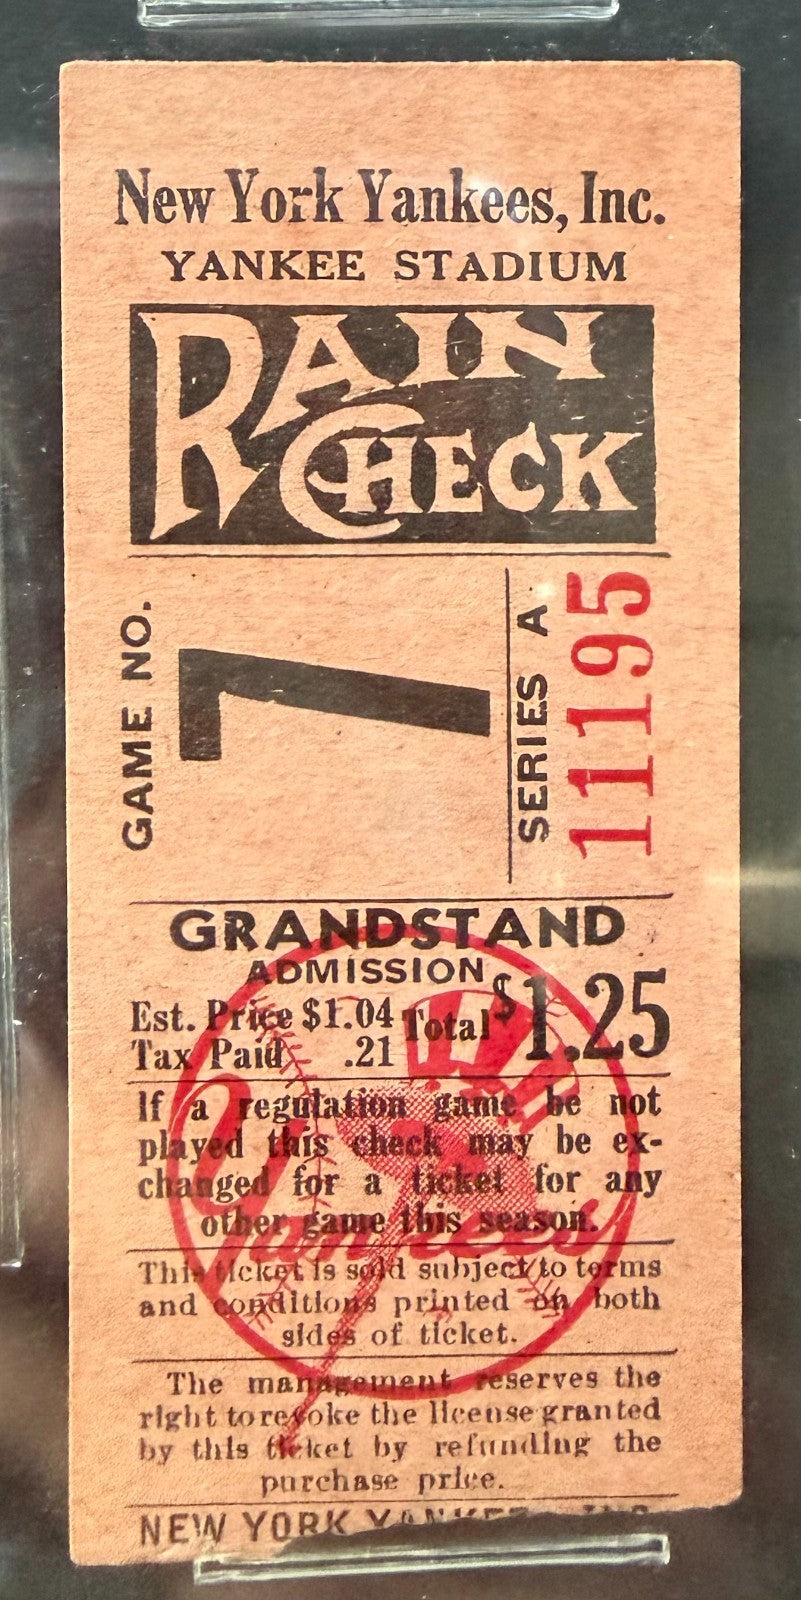 New York Yankees, Inc.
YANKEE STADIUM
RAIN
CHECK
GAME NO.
7
SERIES A
11195
GRANDSTAND
ADMISSION
Est. Price $1.04 Total $1.25
Tax Paid .21
If a regulation game be not
played this check may be ex-
changed for a ticket for any
other game this season.
Yankees
This ticket is sold subject to terms
and conditions printed on both
sides of ticket.
The management reserves the
right to revoke the license granted
by this ticket by refunding the
purchase price.
NEW YORK YANKEES, INC.